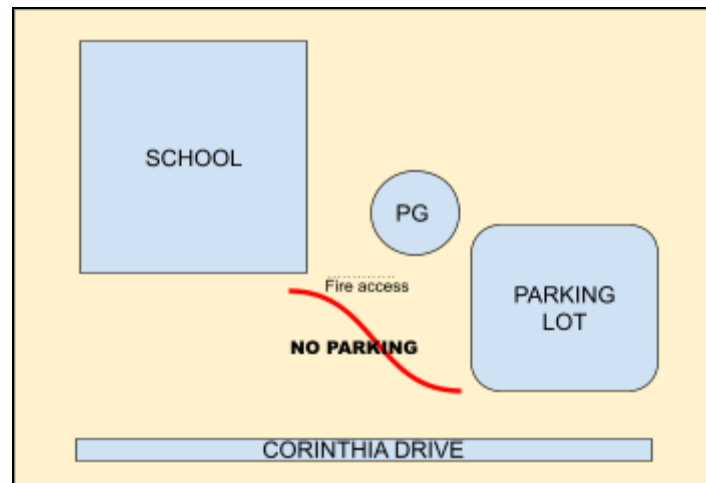 SCHOOL
PG
Fire access
PARKING
LOT
NO PARKING
CORINTHIA DRIVE